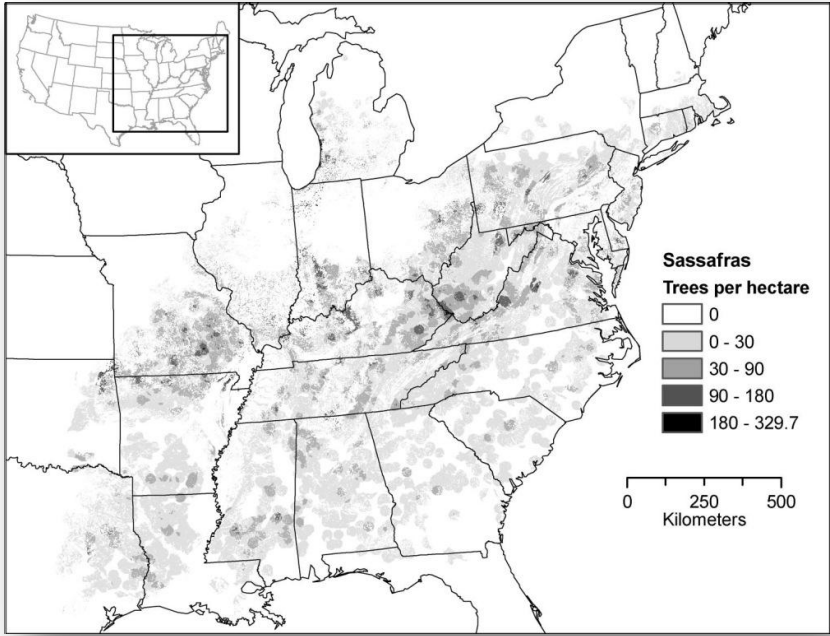 Sassafras
Trees per hectare
0
0 - 30
30 - 90
90 - 180
180 - 329.7
0 250 500
Kilometers